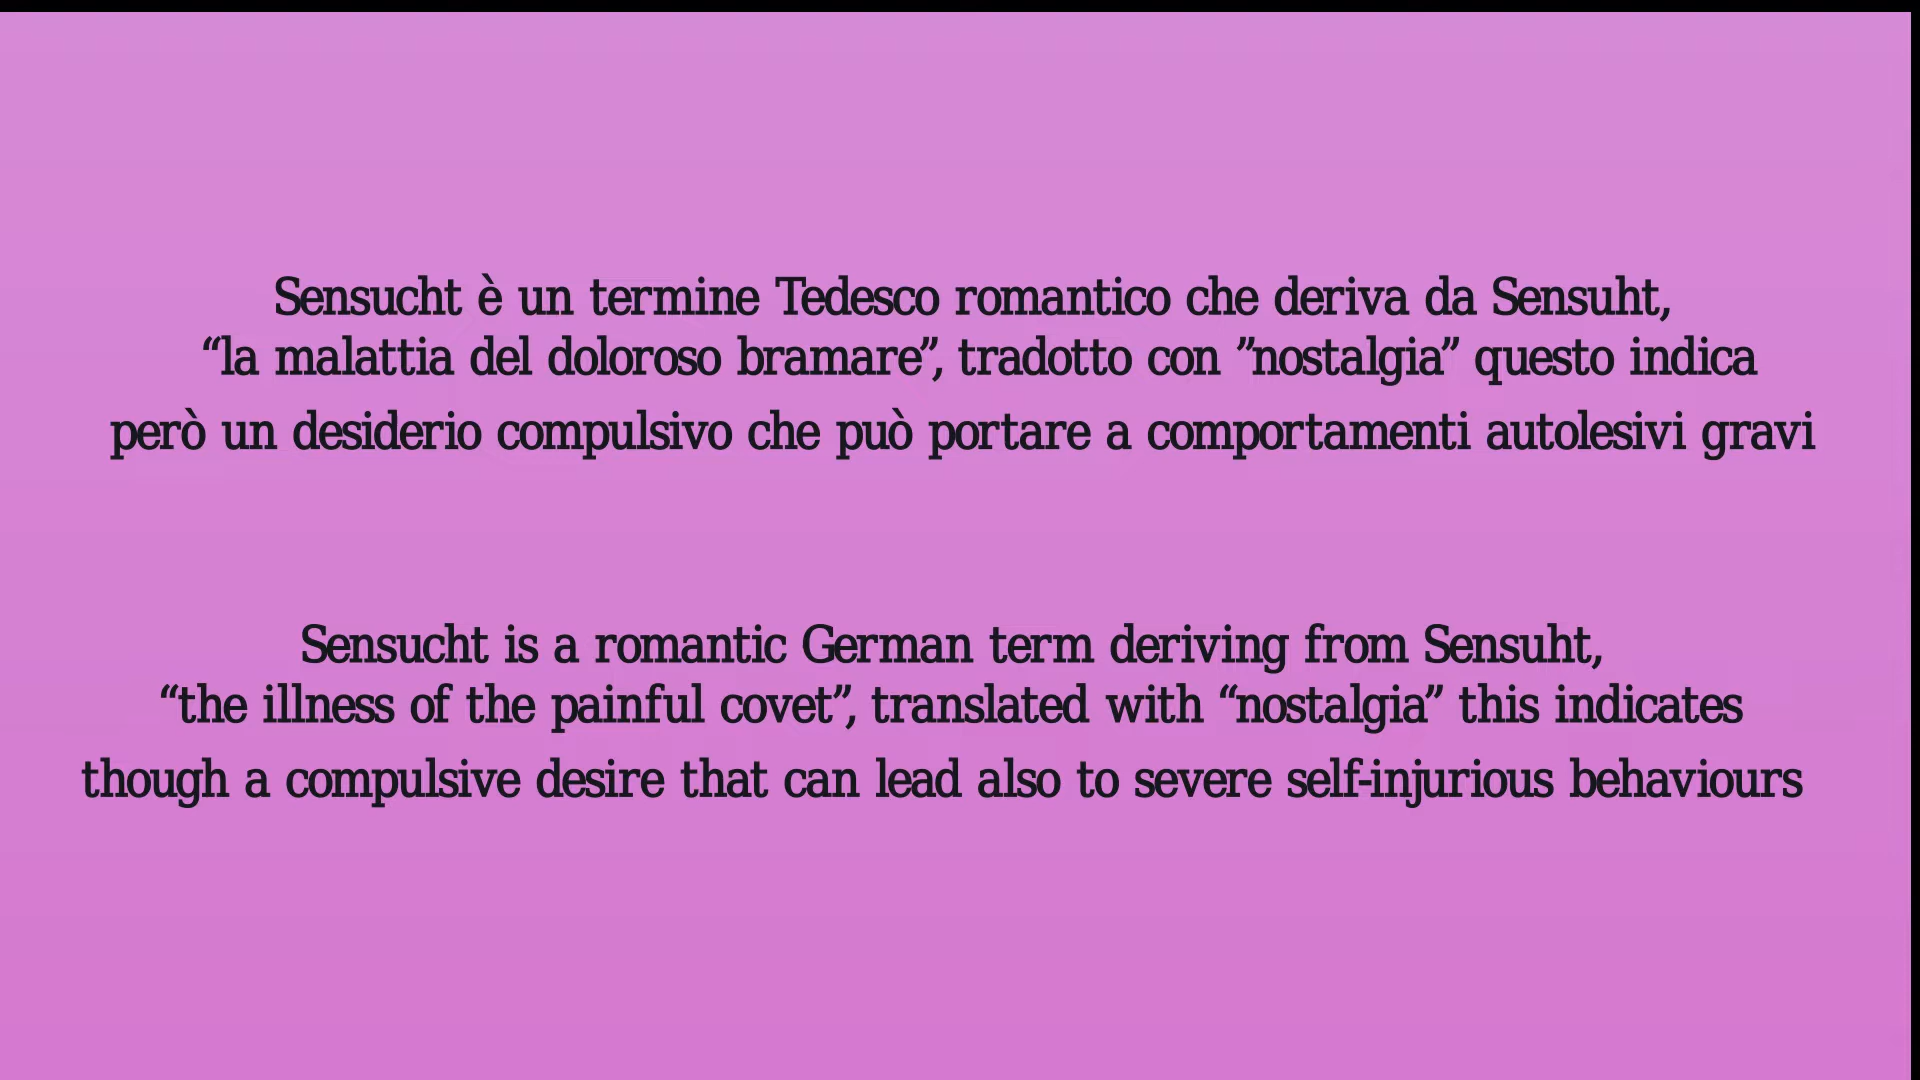 Sensucht è un termine Tedesco romantico che deriva da Sensuht,
“la malattia del doloroso bramare”, tradotto con ”nostalgia” questo indica
però un desiderio compulsivo che può portare a comportamenti autolesivi gravi
Sensucht is a romantic German term deriving from Sensuht,
“the illness of the painful covet”, translated with “nostalgia” this indicates
though a compulsive desire that can lead also to severe self-injurious behaviours